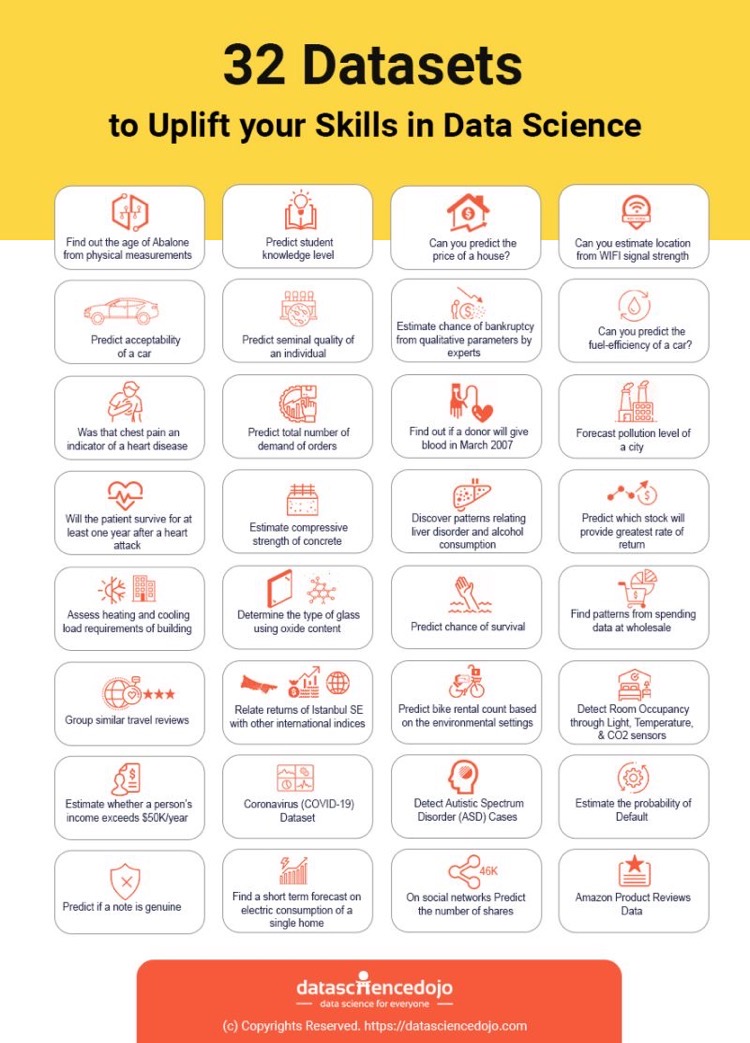 32 Datasets
to Uplift your Skills in Data Science
Find out the age of Abalone
from physical measurements
Predict student
knowledge level
Can you predict the
price of a house?
Can you estimate location
from WIFI signal strength
Predict acceptability
of a car
Predict seminal quality of
an individual
Estimate chance of bankruptcy
from qualitative parameters by
experts
Can you predict the
fuel-efficiency of a car?
Was that chest pain an
indicator of a heart disease
Predict total number of
demand of orders
Find out if a donor will give
blood in March 2007
Forecast pollution level of
a city
Will the patient survive for at
least one year after a heart
attack
Estimate compressive
strength of concrete
Discover patterns relating
liver disorder and alcohol
consumption
Predict which stock will
provide greatest rate of
return
Assess heating and cooling
load requirements of building
Determine the type of glass
using oxide content
Predict chance of survival
Find patterns from spending
data at wholesale
Group similar travel reviews
Relate returns of Istanbul SE
with other international indices
Predict bike rental count based
on the environmental settings
Detect Room Occupancy
through Light, Temperature,
& CO2 sensors
Estimate whether a person's
income exceeds $50K/year
Coronavirus (COVID-19)
Dataset
Detect Autistic Spectrum
Disorder (ASD) Cases
Estimate the probability of
Default
Predict if a note is genuine
Find a short term forecast on
electric consumption of a
single home
46K
On social networks Predict
the number of shares
Amazon Product Reviews
Data
datasciencedojo
data science for everyone
(c) Copyrights Reserved. https://datasciencedojo.com